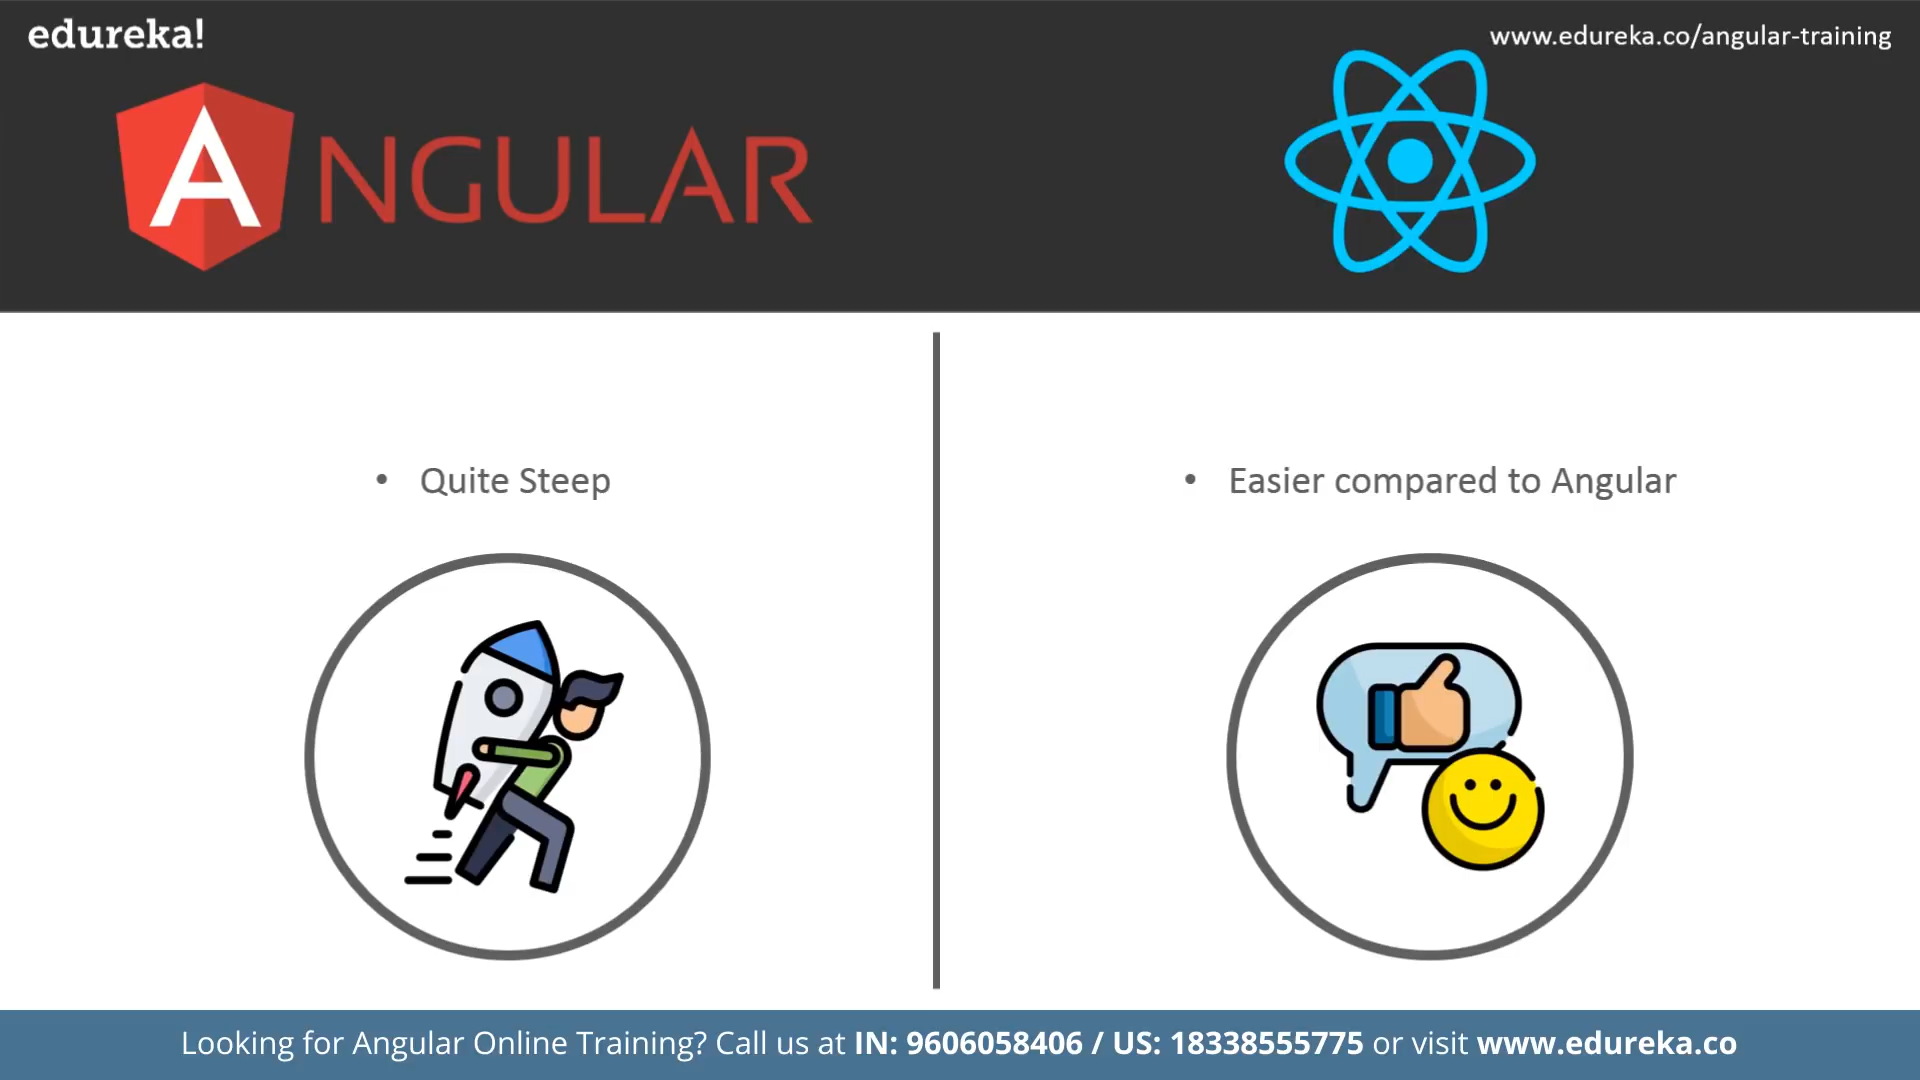 edureka!
www.edureka.co/angular-training
ANGULAR
• Quite Steep
• Easier compared to Angular
Looking for Angular Online Training? Call us at IN: 9606058406 / US: 18338555775 or visit www.edureka.co